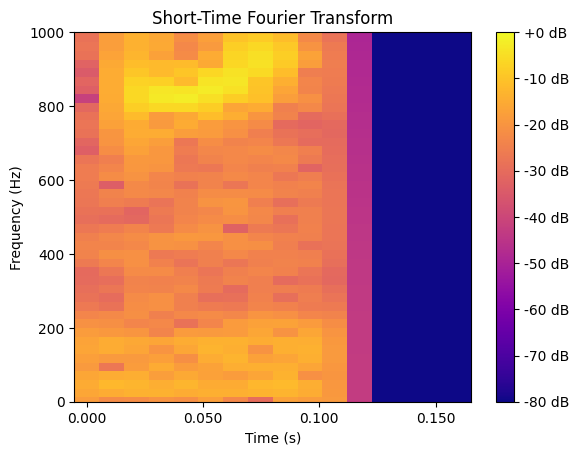 Short-Time Fourier Transform
1000
800
600
400
200
0
Frequency (Hz)
0.000
0.050
0.100
0.150
Time (s)
+0 dB
-10 dB
-20 dB
-30 dB
-40 dB
-50 dB
-60 dB
-70 dB
-80 dB